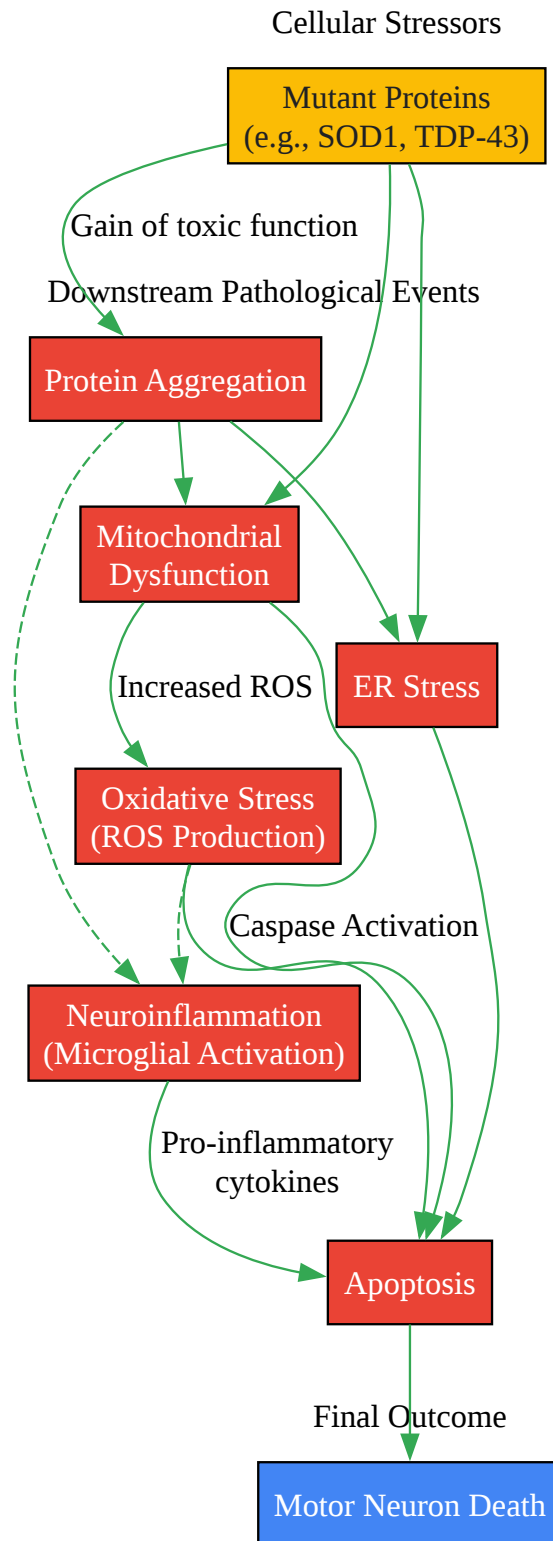 Cellular Stressors
Mutant Proteins
(e.g., SOD1, TDP-43)
Gain of toxic function
Downstream Pathological Events
Protein Aggregation
Mitochondrial
Dysfunction
ER Stress
Increased ROS
Oxidative Stress
(ROS Production)
Caspase Activation
Neuroinflammation
(Microglial Activation)
Pro-inflammatory
cytokines
Apoptosis
Final Outcome
Motor Neuron Death